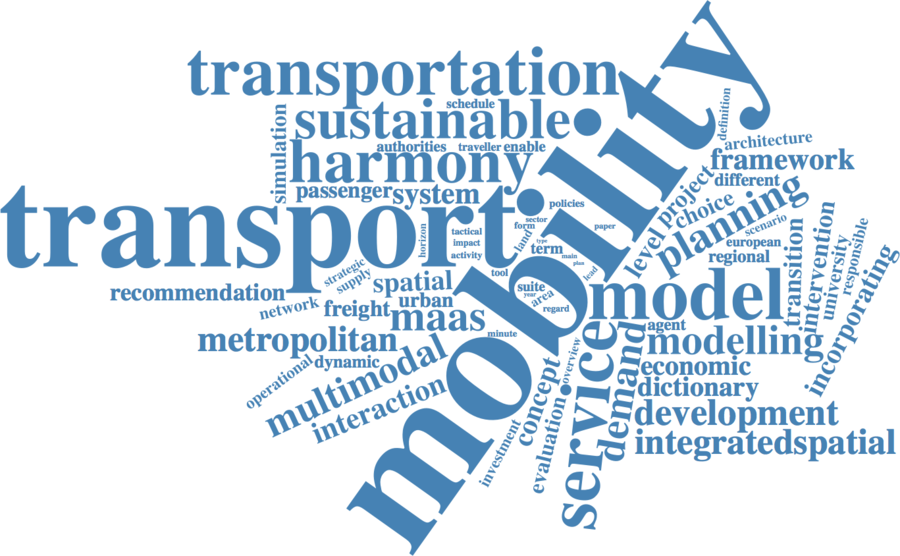 transportation
schedule
sustainable
simulation
authorities
traveller
enable
harmony
passenger
system
transport
mobility
definition
architecture
framework
different
project
choice
planning
level
scenario
european
regional
policies
sector
form
land
type
term
paper
main
plan
lead
horizon
tactical
impact
activity
tool
strategic
supply
spatial
recommendation
network
freight
urban
maas
suite
year
area
regard
model
transition
intervention
university
responsible
incorporating
metropolitan
minute
dynamic
operational
multimodal
interaction
concept
overview
investment
evaluation
service
demand
agent
modelling
economic
dictionary
development
integratedspatial